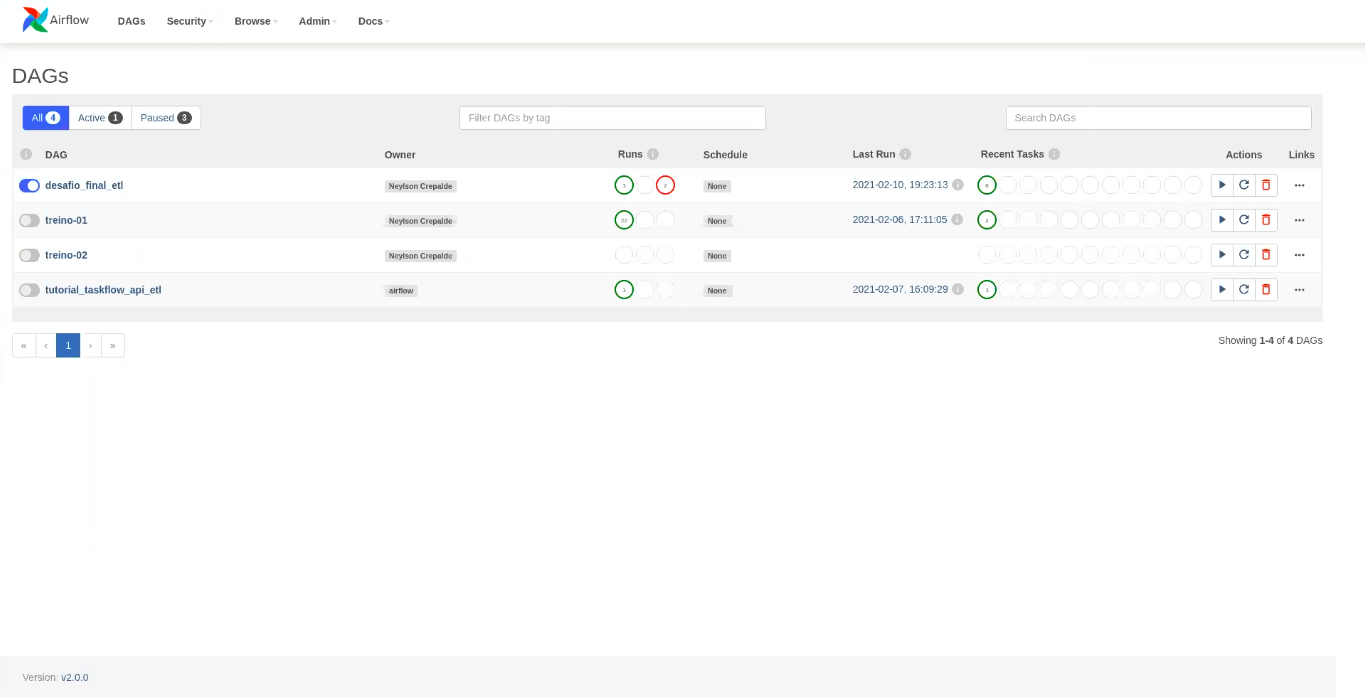 Airflow DAGs Security Browse Admin Docs
DAGs
All 4 Active 1 Paused 3 Filter DAGs by tag Search DAGs
DAG Owner Runs Schedule Last Run Recent Tasks Actions Links
desafio_final_etl Neylson Crepalde 2 None 2021-02-10, 19:23:13 6
treino-01 Neylson Crepalde 22 None 2021-02-06, 17:11:05 2
treino-02 Neylson Crepalde None
tutorial_taskflow_api_etl airflow 3 None 2021-02-07, 16:09:29 3
« ‹ 1 › » Showing 1-4 of 4 DAGs
Version: v2.0.0